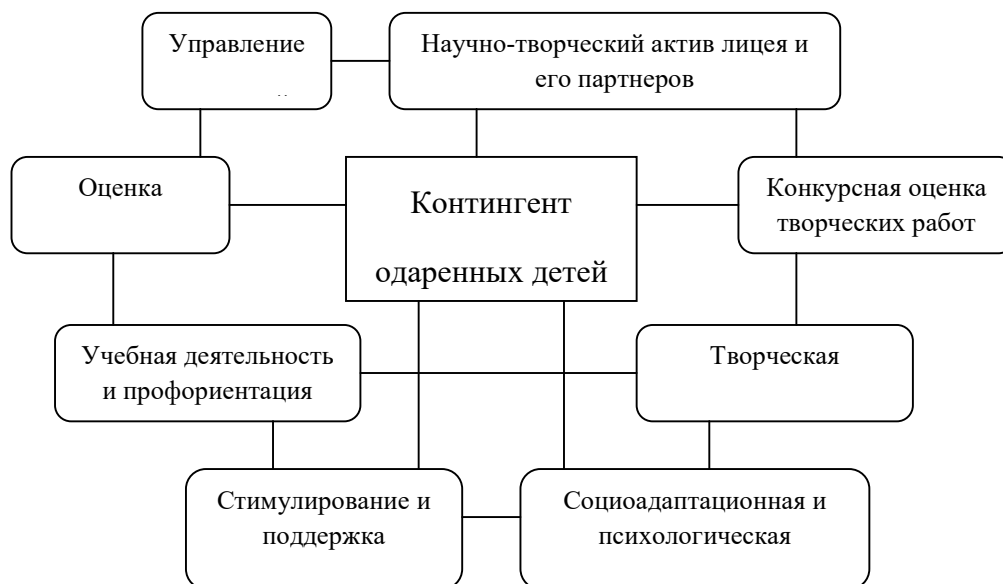 Управление
Научно-творческий актив лицея и
его партнеров
Оценка
Контингент
одаренных детей
Конкурсная оценка
творческих работ
Учебная деятельность
и профориентация
Творческая
Стимулирование и
поддержка
Социоадаптационная и
психологическая